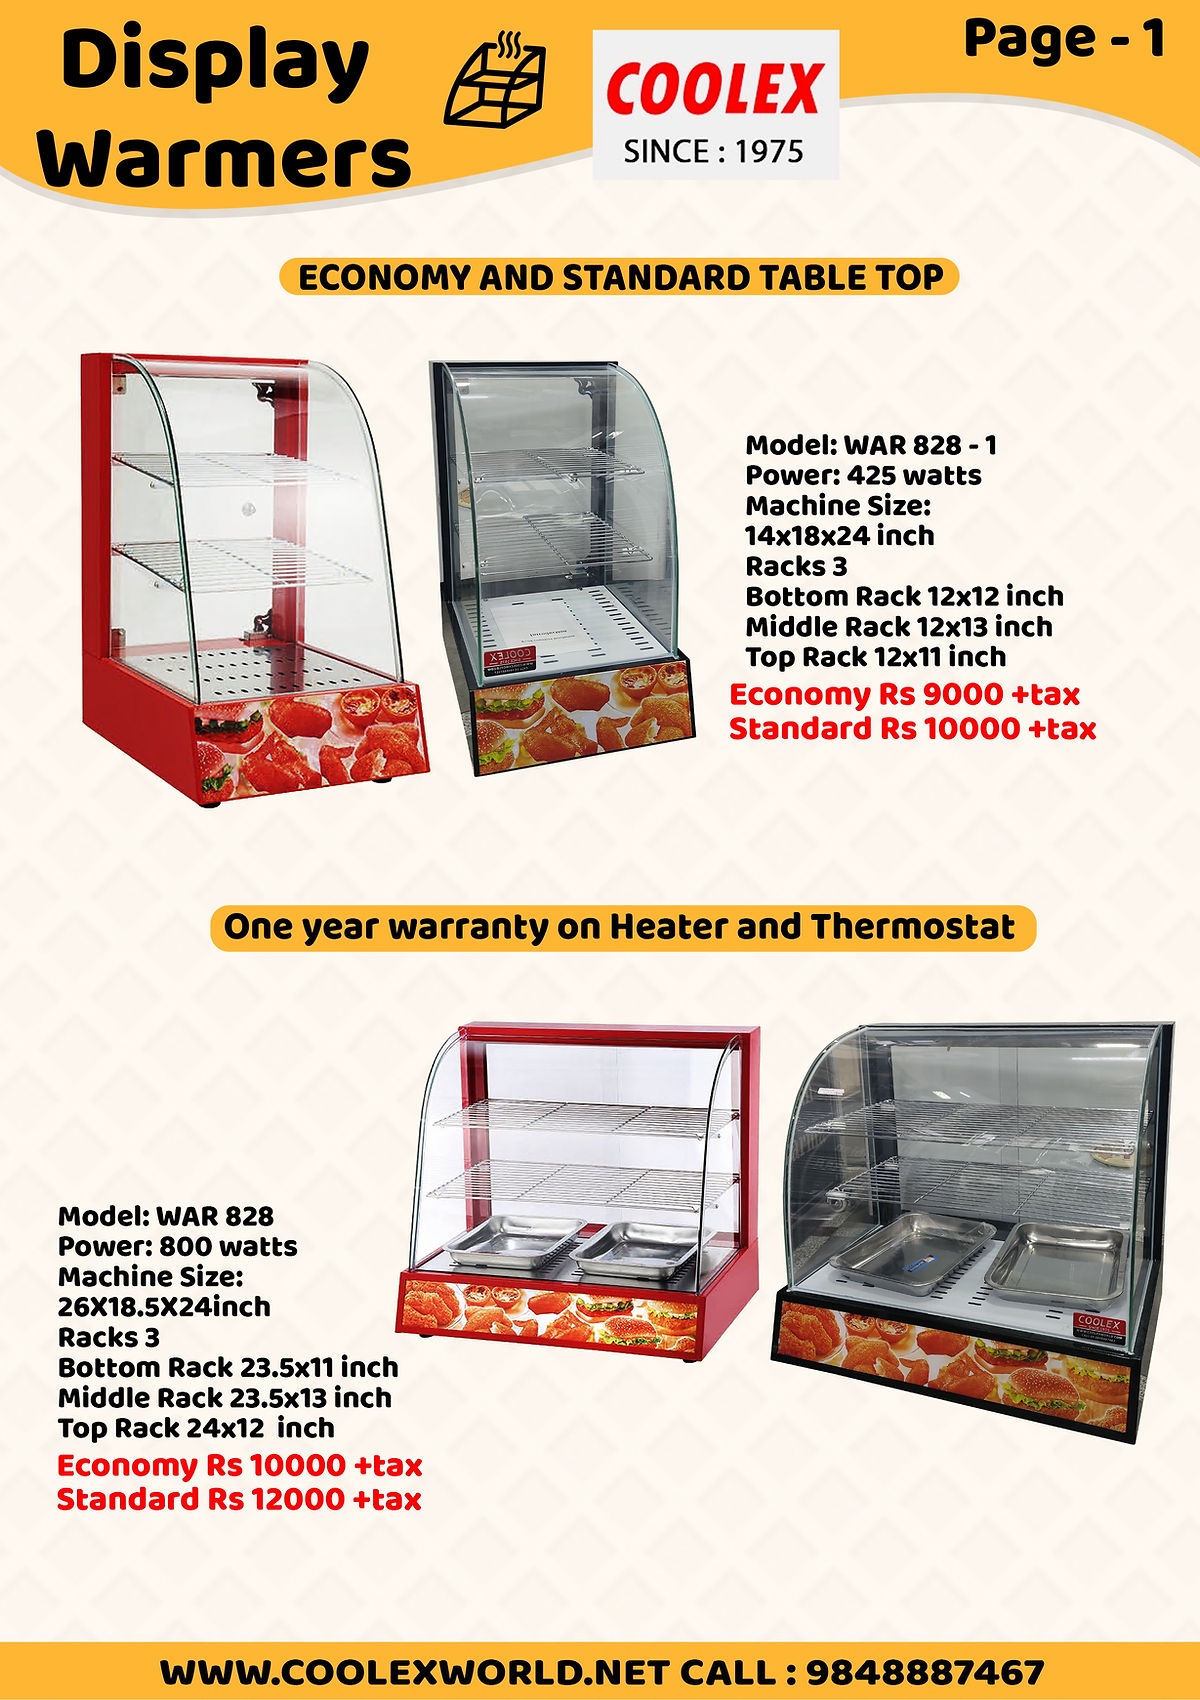 Display
Warmers
COOLEX
SINCE : 1975
Page - 1
ECONOMY AND STANDARD TABLE TOP
Model: WAR 828 - 1
Power: 425 watts
Machine Size:
14x18x24 inch
Racks 3
Bottom Rack 12x12 inch
Middle Rack 12x13 inch
Top Rack 12x11 inch
Economy Rs 9000 +tax
Standard Rs 10000 +tax
COOLEX
One year warranty on Heater and Thermostat
Model: WAR 828
Power: 800 watts
Machine Size:
26X18.5X24inch
Racks 3
Bottom Rack 23.5x11 inch
Middle Rack 23.5x13 inch
Top Rack 24x12 inch
Economy Rs 10000 +tax
Standard Rs 12000 +tax
COOLEX
WWW.COOLEXWORLD.NET CALL : 9848887467